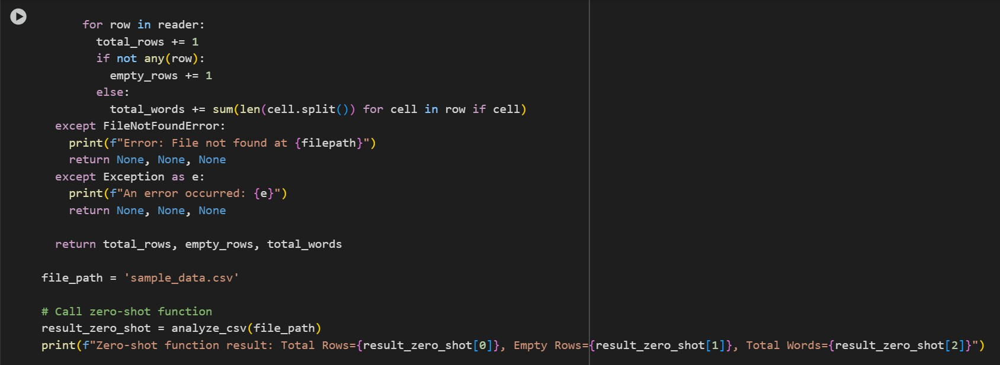 for row in reader:
total_rows += 1
if not any(row):
empty_rows += 1
else:
total_words += sum(len(cell.split()) for cell in row if cell)
except FileNotFoundError:
print(f"Error: File not found at {filepath}")
return None, None, None
except Exception as e:
print(f"An error occurred: {e}")
return None, None, None
return total_rows, empty_rows, total_words
file_path = 'sample_data.csv'
# Call zero-shot function
result_zero_shot = analyze_csv(file_path)
print(f"Zero-shot function result: Total Rows={result_zero_shot[0]}, Empty Rows={result_zero_shot[1]}, Total Words={result_zero_shot[2]}")